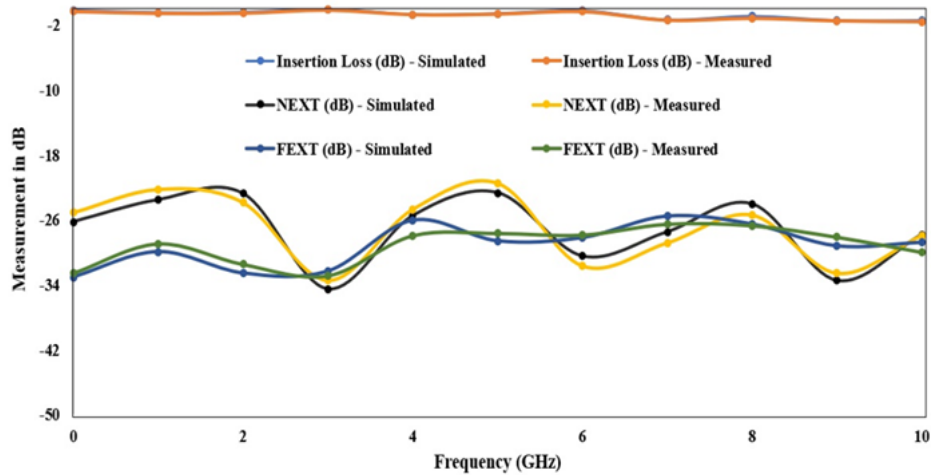 -2
Insertion Loss (dB) - Simulated Insertion Loss (dB) - Measured
-10
NEXT (dB) - Simulated NEXT (dB) - Measured
FEXT (dB) - Simulated FEXT (dB) - Measured
-18
-26
-34
-42
-50
Measurement in dB
0 2 4 6 8 10
Frequency (GHz)